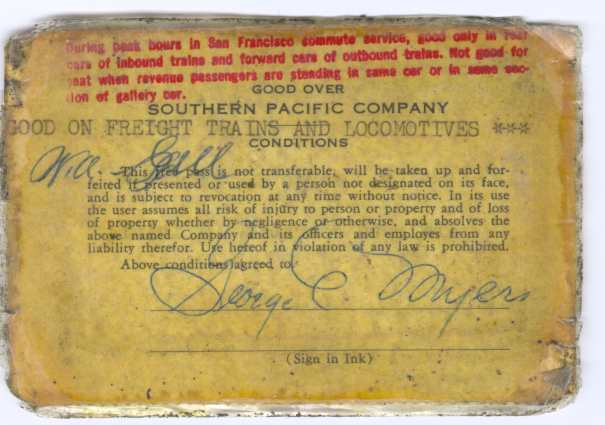 During peak hours in San Francisco commute service, good only in rear
cars of inbound trains and forward cars of outbound trains. Not good for
seat when revenue passengers are standing in same car or in same sec-
tion of gallery car.
GOOD OVER
SOUTHERN PACIFIC COMPANY
GOOD ON FREIGHT TRAINS AND LOCOMOTIVES ***
CONDITIONS
W.A.
This free pass is not transferable, will be taken up and for-
feited if presented or used by a person not designated on its face,
and is subject to revocation at any time without notice. In its use
the user assumes all risk of injury to person or property and of loss
of property whether by negligence or otherwise, and absolves the
above named Company and its officers and employes from any
liability therefor. Use hereof in violation of any law is prohibited.
Above conditions agreed to
George C Myers
(Sign in Ink)